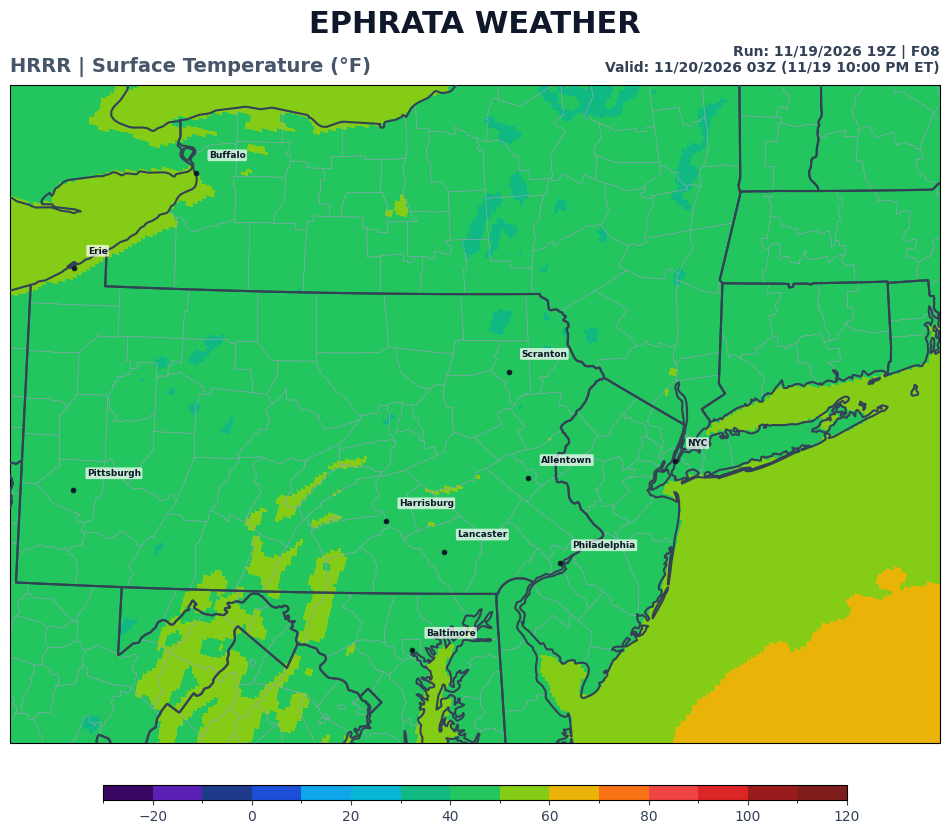 EPHRATA WEATHER
HRRR | Surface Temperature (°F)
Run: 11/19/2026 19Z | F08
Valid: 11/20/2026 03Z (11/19 10:00 PM ET)
Buffalo
Erie
Scranton
NYC
Allentown
Pittsburgh
Harrisburg
Lancaster
Philadelphia
Baltimore
−20 0 20 40 60 80 100 120